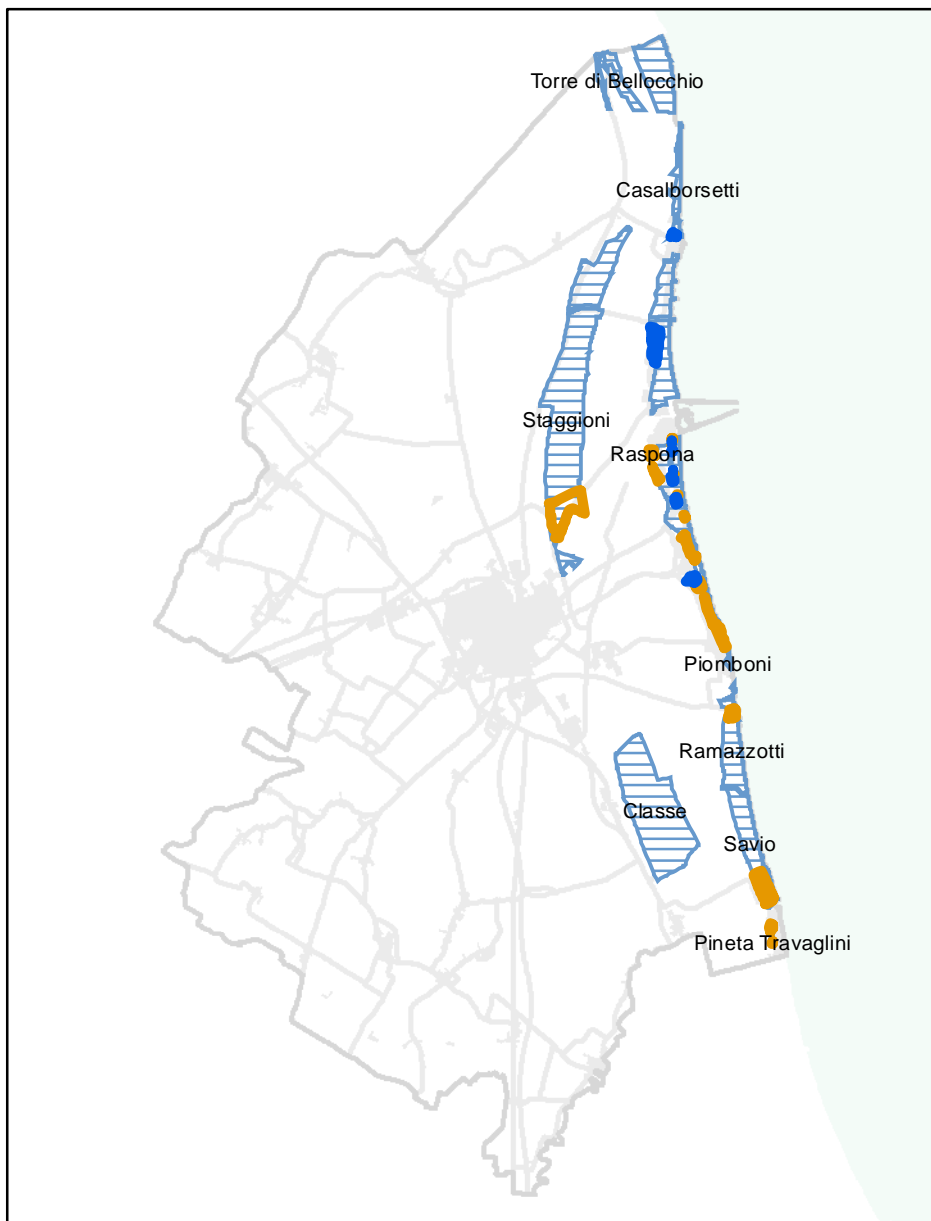 Torre di Bellocchio
Casalborsetti
Staggioni
Raspona
Piomboni
Ramazzotti
Classe
Savio
Pineta Travaglini